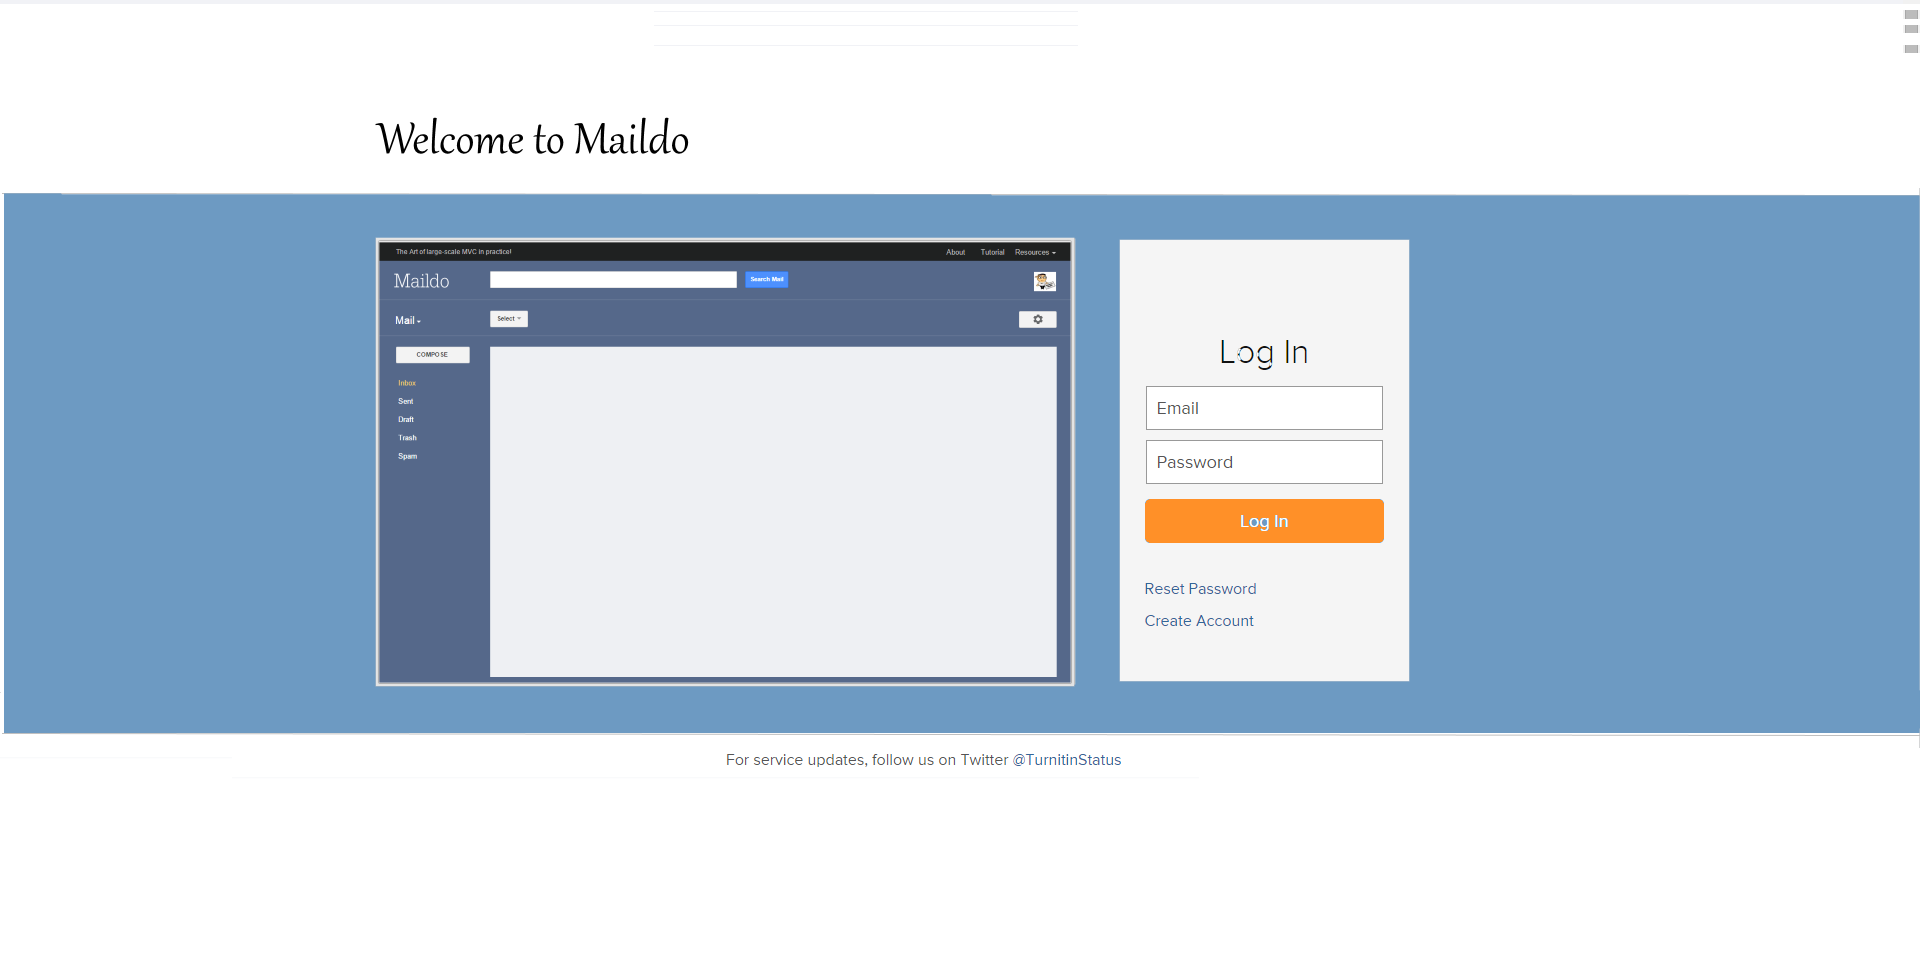 Welcome to Maildo
The Art of large-scale MVC in practice!
About Tutorial Resources
Maildo
Search Mail
Mail
Select
COMPOSE
Inbox
Sent
Draft
Trash
Spam
Log In
Email
Password
Log In
Reset Password
Create Account
For service updates, follow us on Twitter @TurnitinStatus